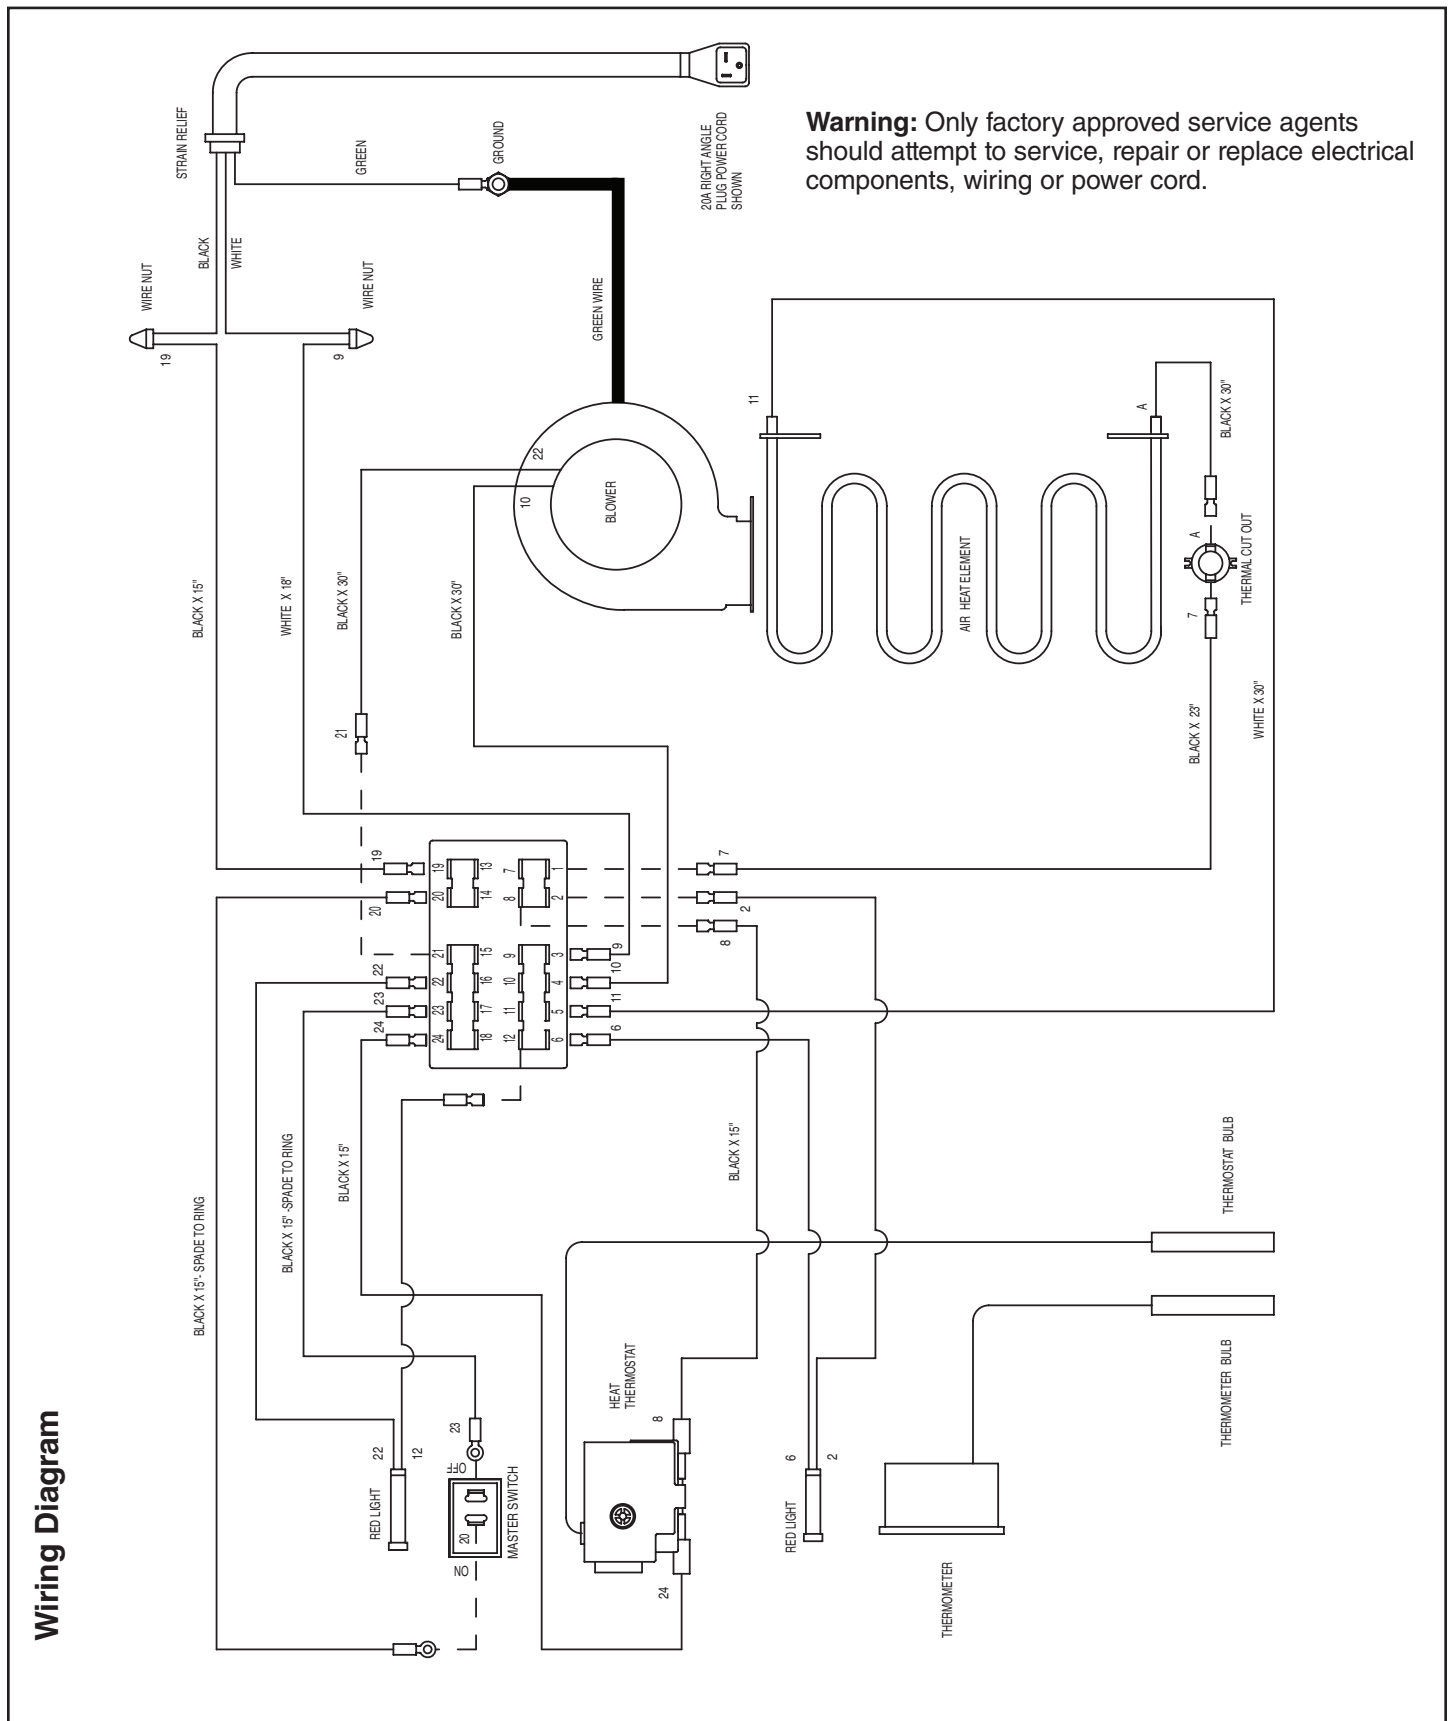 Wiring Diagram
Warning: Only factory approved service agents
should attempt to service, repair or replace electrical
components, wiring or power cord.
STRAIN RELIEF
GREEN
GROUND
20A RIGHT ANGLE
PLUG POWER CORD
SHOWN
BLACK
WHITE
WIRE NUT
WIRE NUT
19
9
GREEN WIRE
BLACK X 15"
WHITE X 18"
BLACK X 30"
BLACK X 30"
22
10
BLOWER
11
A
BLACK X 30"
AIR HEAT ELEMENT
A
THERMAL CUT OUT
7
BLACK X 23"
WHITE X 30"
21
19
20
22
23
24
19
20
21
22
23
24
13
14
15
16
17
18
7
8
9
10
11
12
1
2
3
4
5
6
7
2
8
9
10
11
6
BLACK X 15"- SPADE TO RING
BLACK X 15" -SPADE TO RING
BLACK X 15"
BLACK X 15"
THERMOSTAT BULB
THERMOMETER BULB
HEAT
THERMOSTAT
8
24
22
12
RED LIGHT
23
OFF
20
ON
MASTER SWITCH
6
2
RED LIGHT
THERMOMETER